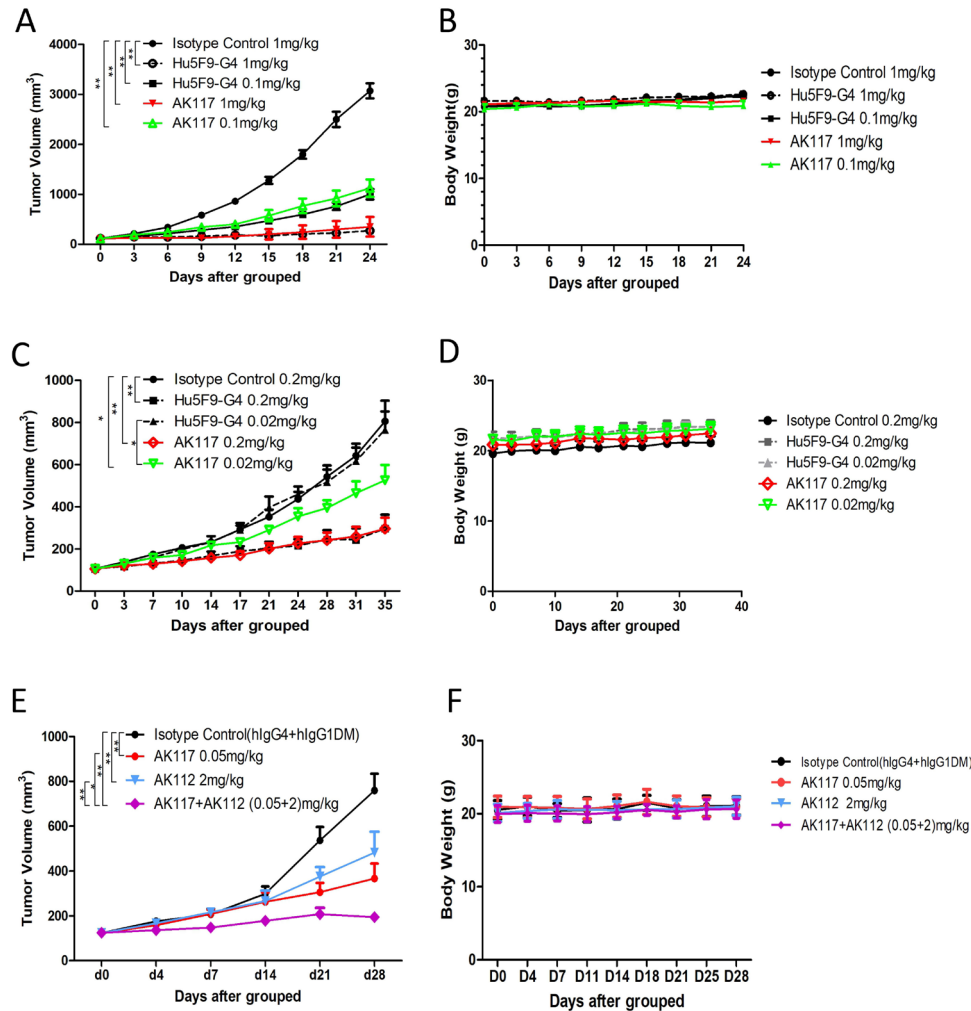 A
Tumor Volume (mm3)
4000
3000
2000
1000
0
0 3 6 9 12 15 18 21 24
Days after grouped
** ** ** **
Isotype Control 1mg/kg
Hu5F9-G4 1mg/kg
Hu5F9-G4 0.1mg/kg
AK117 1mg/kg
AK117 0.1mg/kg
B
Body Weight(g)
30
20
10
0
0 3 6 9 12 15 18 21 24
Days after grouped
Isotype Control 1mg/kg
Hu5F9-G4 1mg/kg
Hu5F9-G4 0.1mg/kg
AK117 1mg/kg
AK117 0.1mg/kg
C
Tumor Volume (mm3)
1000
800
600
400
200
0
0 3 7 10 14 17 21 24 28 31 35
Days after grouped
* ** ** *
Isotype Control 0.2mg/kg
Hu5F9-G4 0.2mg/kg
Hu5F9-G4 0.02mg/kg
AK117 0.2mg/kg
AK117 0.02mg/kg
D
Body Weight (g)
30
20
10
0
0 10 20 30 40
Days after grouped
Isotype Control 0.2mg/kg
Hu5F9-G4 0.2mg/kg
Hu5F9-G4 0.02mg/kg
AK117 0.2mg/kg
AK117 0.02mg/kg
E
Tumor Volume (mm3)
1000
800
600
400
200
0
d0 d4 d7 d14 d21 d28
Days after grouped
** * ** ** **
Isotype Control(hIgG4+hIgG1DM)
AK117 0.05mg/kg
AK112 2mg/kg
AK117+AK112 (0.05+2)mg/kg
F
Body Weight (g)
30
20
10
0
D0 D4 D7 D11 D14 D18 D21 D25 D28
Days after grouped
Isotype Control(hIgG4+hIgG1DM)
AK117 0.05mg/kg
AK112 2mg/kg
AK117+AK112 (0.05+2)mg/kg